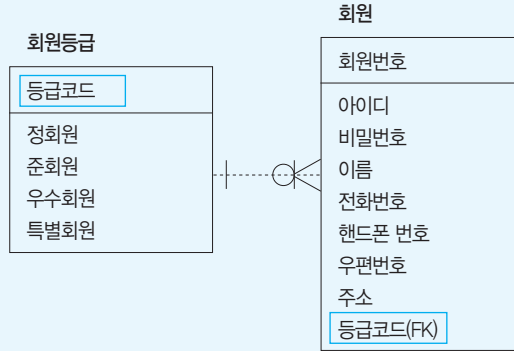 회원등급
등급코드
정회원
준회원
우수회원
특별회원
회원
회원번호
아이디
비밀번호
이름
전화번호
핸드폰 번호
우편번호
주소
등급코드(FK)